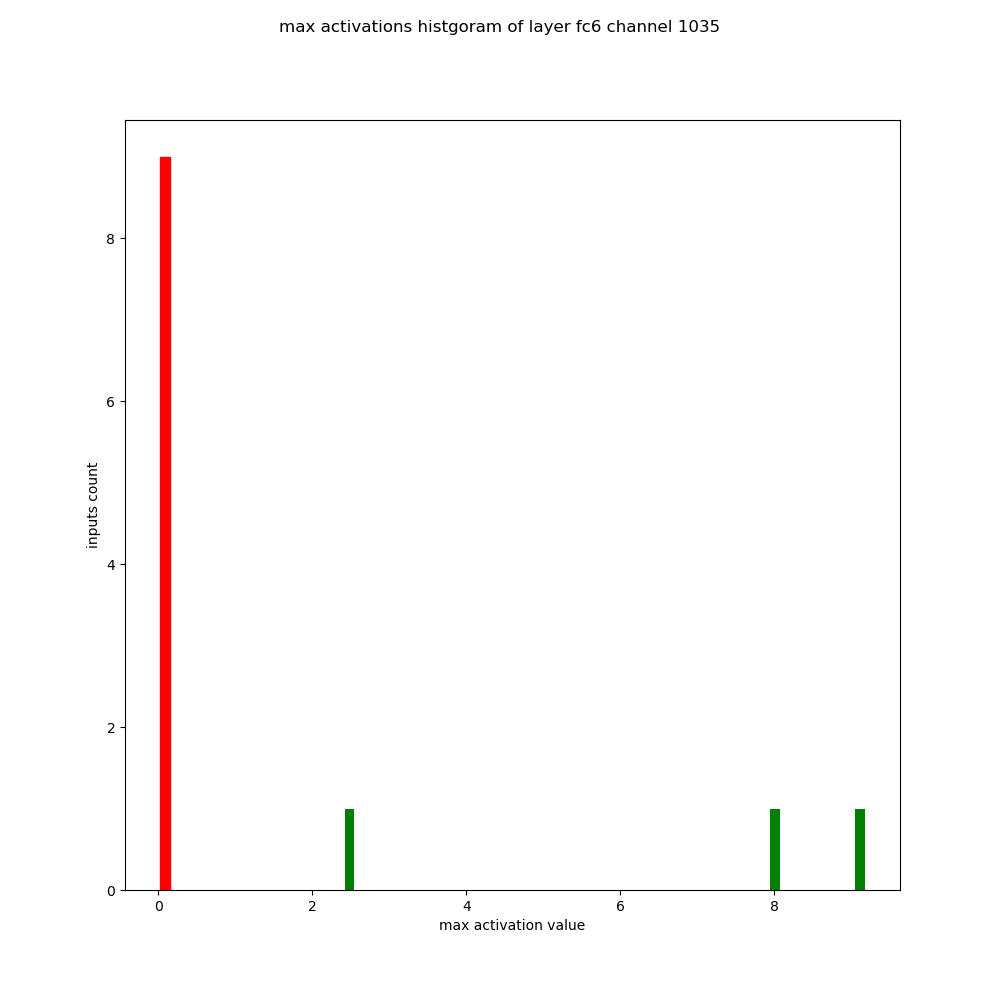 max activations histgoram of layer fc6 channel 1035
8
6
4
2
0
inputs count
0 2 4 6 8
max activation value